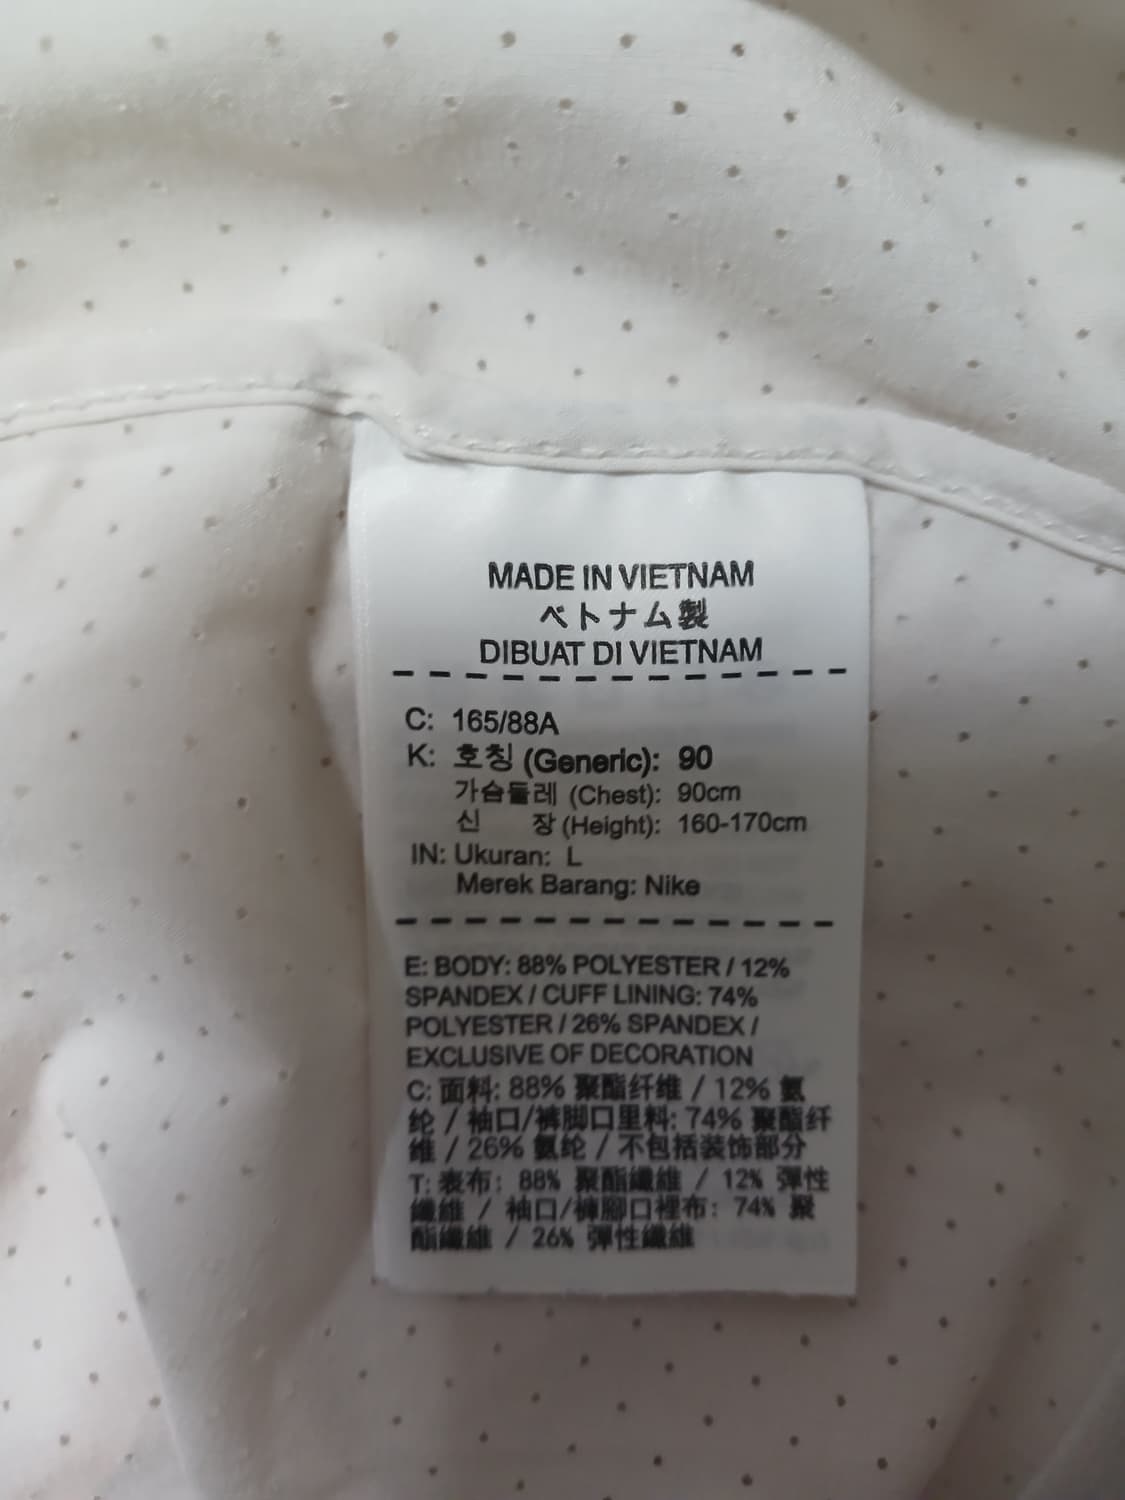 MADE IN VIETNAM
ベトナム製
DIBUAT DI VIETNAM
C: 165/88A
K: 호칭 (Generic): 90
가슴둘레 (Chest): 90cm
신 장 (Height): 160-170cm
IN: Ukuran: L
Merek Barang: Nike
E: BODY: 88% POLYESTER / 12%
SPANDEX / CUFF LINING: 74%
POLYESTER / 26% SPANDEX /
EXCLUSIVE OF DECORATION
C: 面料: 88% 聚酯纤维 / 12% 氨
纶 / 袖口/裤脚口里料: 74% 聚酯纤
维 / 26% 氨纶 / 不包括装饰部分
T: 表布: 88% 聚酯纖維 / 12% 彈性
纖維 / 袖口/褲腳口裡布: 74% 聚
酯纖維 / 26% 彈性纖維